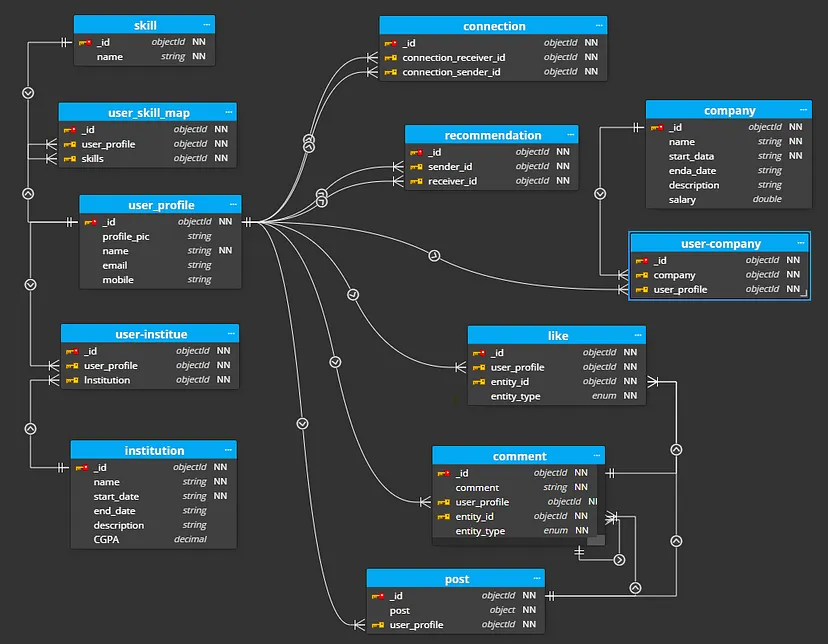 skill
_id objectId NN
name string NN
user_skill_map
_id objectId NN
user_profile objectId NN
skills objectId NN
user_profile
_id objectId NN
profile_pic string
name string NN
email string
mobile string
user-institue
_id objectId NN
user_profile objectId NN
Institution objectId NN
institution
_id objectId NN
name string NN
start_date string NN
end_date string
description string
CGPA decimal
connection
_id objectId NN
connection_receiver_id objectId NN
connection_sender_id objectId NN
recommendation
_id objectId NN
sender_id objectId NN
receiver_id objectId NN
company
_id objectId NN
name string NN
start_data string NN
enda_date string
description string
salary double
user-company
_id objectId NN
company objectId NN
user_profile objectId NN
like
_id objectId NN
user_profile objectId NN
entity_id objectId NN
entity_type enum NN
comment
_id objectId NN
comment string NN
user_profile objectId
entity_id objectId NN
entity_type enum NN
post
_id objectId NN
post object NN
user_profile objectId NN